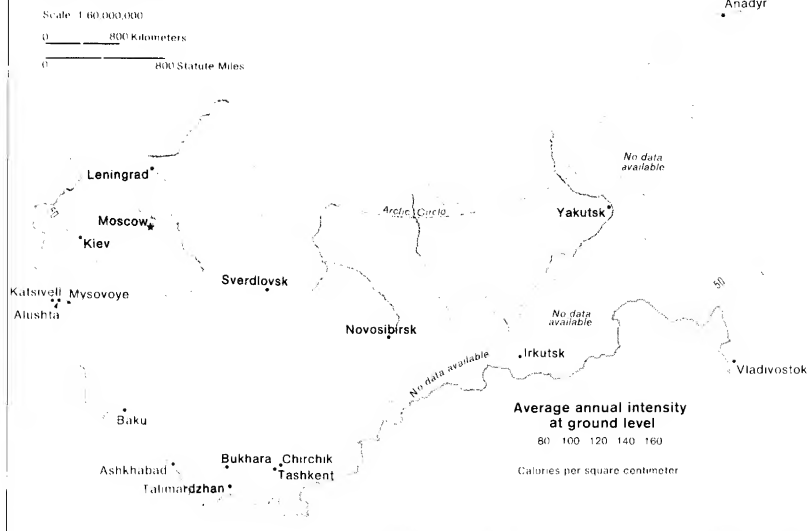 Anadyr
Scale 1:60,000,000
0 800 Kilometers
0 800 Statute Miles
No data
available
Leningrad
Arctic Circle
Yakutsk
Moscow
Kiev
Sverdlovsk
50
Katsiveli Mysovoye
Alushta
No data
available
Novosibirsk
No data available
Irkutsk
Vladivostok
Average annual intensity
at ground level
80 100 120 140 160
Calories per square centimeter
Baku
Bukhara Chirchik
Ashkhabad
Tashkent
Talimardzhan